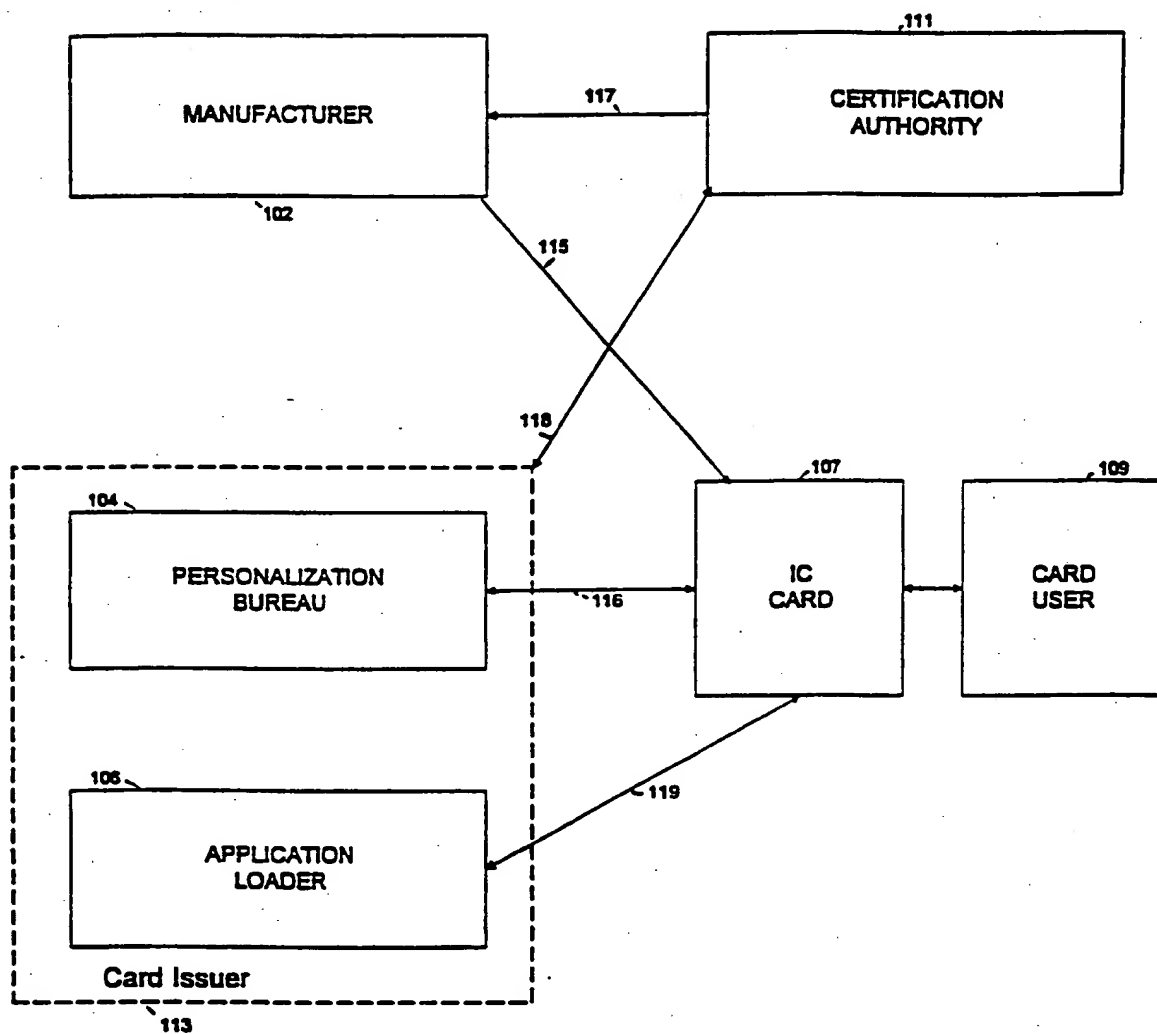 111
MANUFACTURER
117
CERTIFICATION
AUTHORITY
102
115
118
107
109
104
PERSONALIZATION
BUREAU
116
IC
CARD
CARD
USER
106
119
APPLICATION
LOADER
Card Issuer
113